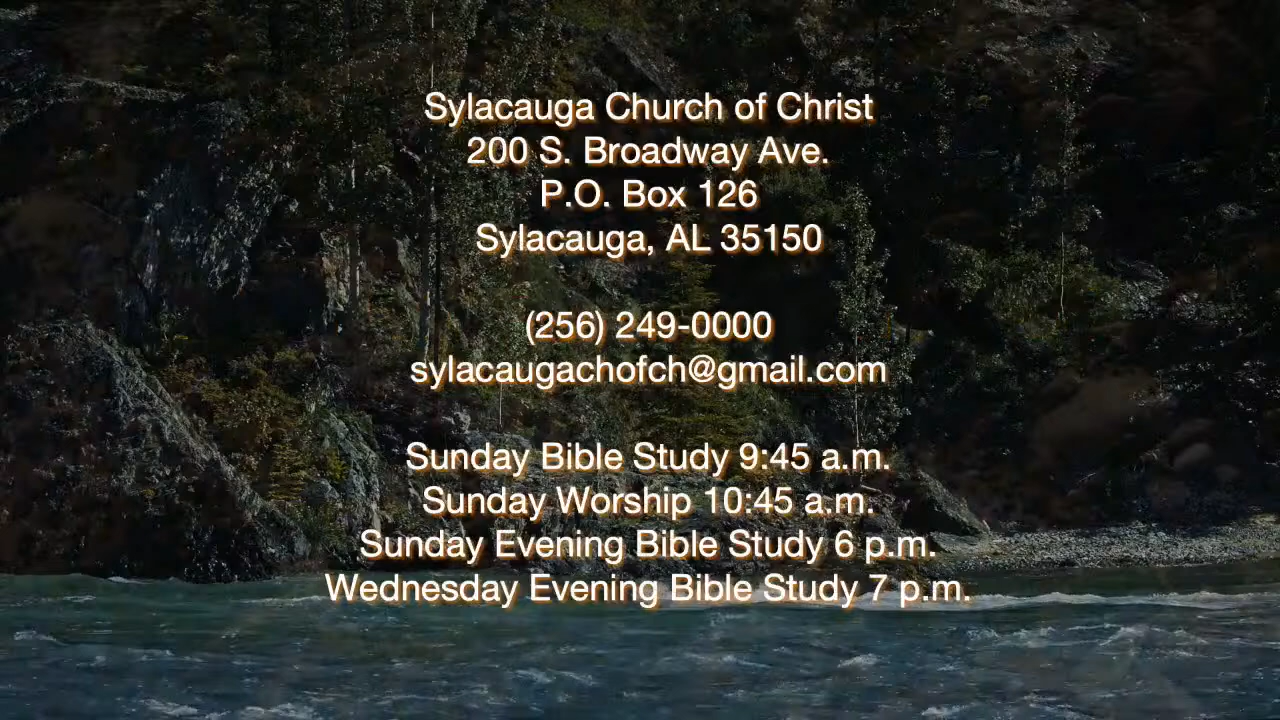 Sylacauga Church of Christ
200 S. Broadway Ave.
P.O. Box 126
Sylacauga, AL 35150
(256) 249-0000
sylacaugachofch@gmail.com
Sunday Bible Study 9:45 a.m.
Sunday Worship 10:45 a.m.
Sunday Evening Bible Study 6 p.m.
Wednesday Evening Bible Study 7 p.m.